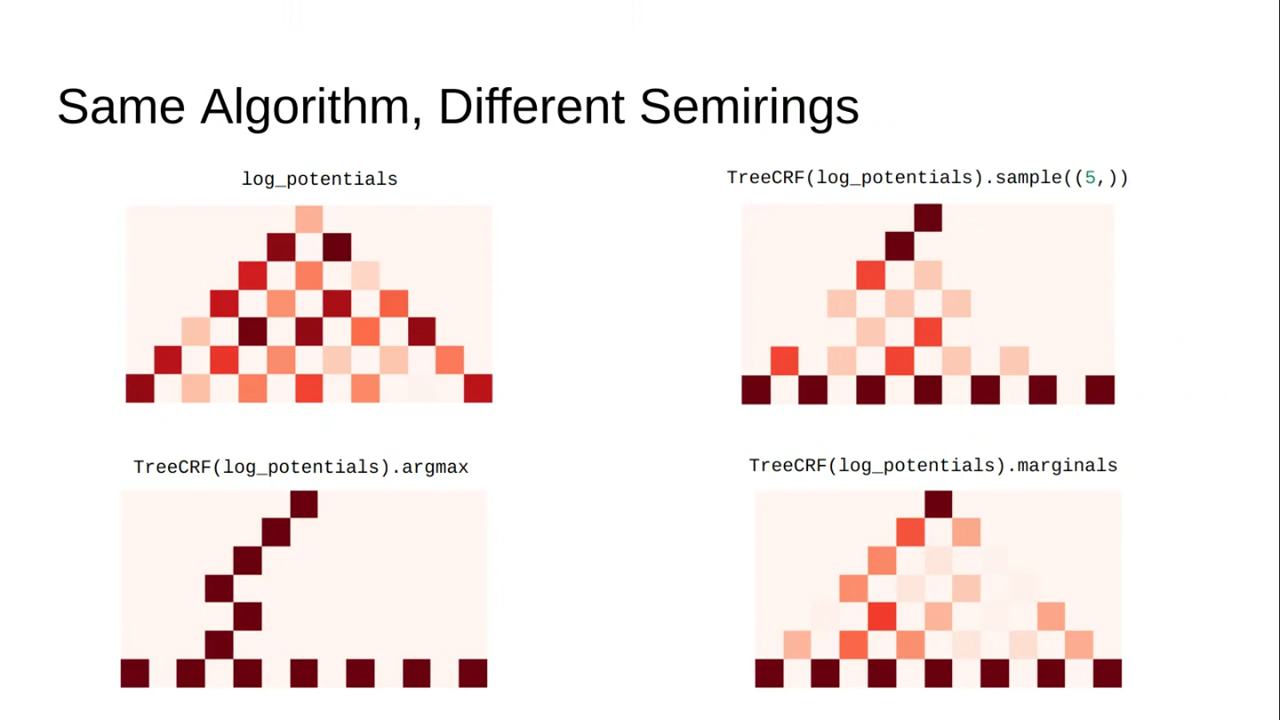 Same Algorithm, Different Semirings
log_potentials
TreeCRF(log_potentials).sample((5,))
TreeCRF(log_potentials).argmax
TreeCRF(log_potentials).marginals